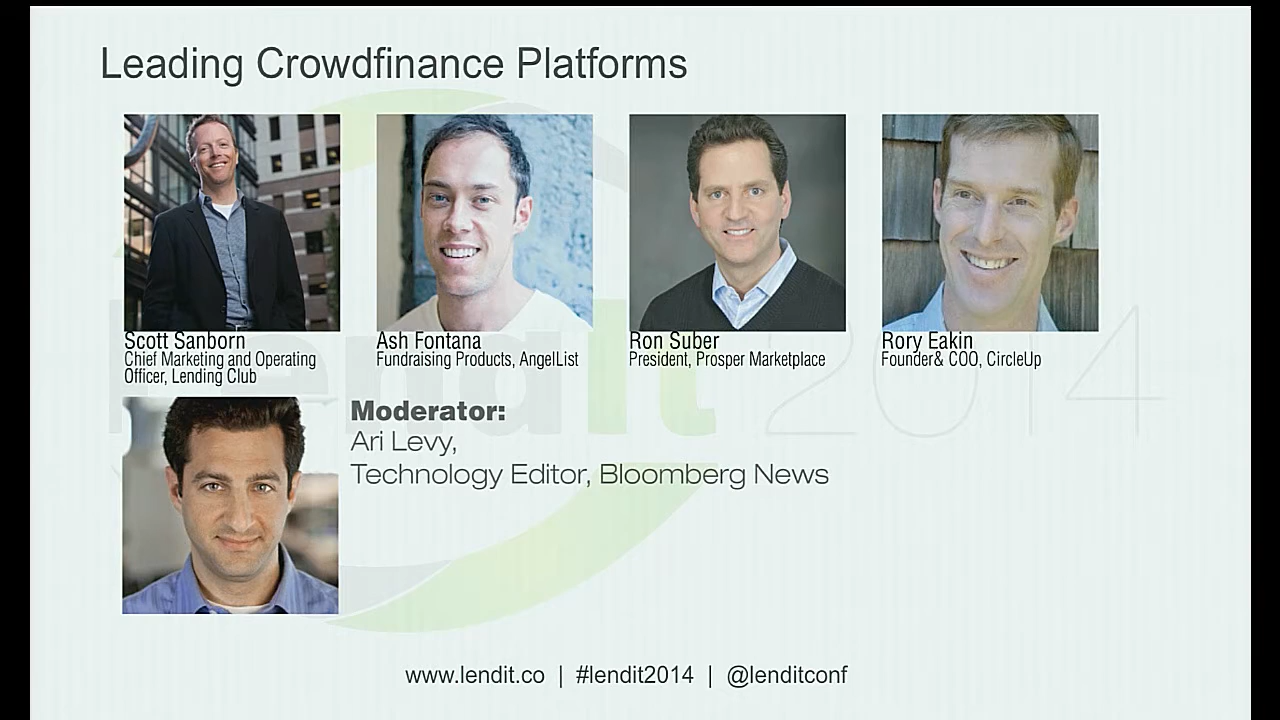 Leading Crowdfinance Platforms
Scott Sanborn
Chief Marketing and Operating
Officer, Lending Club
Ash Fontana
Fundraising Products, AngelList
Ron Suber
President, Prosper Marketplace
Rory Eakin
Founder& COO, CircleUp
Moderator:
Ari Levy,
Technology Editor, Bloomberg News
lendit 2014
www.lendit.co | #lendit2014 | @lenditconf